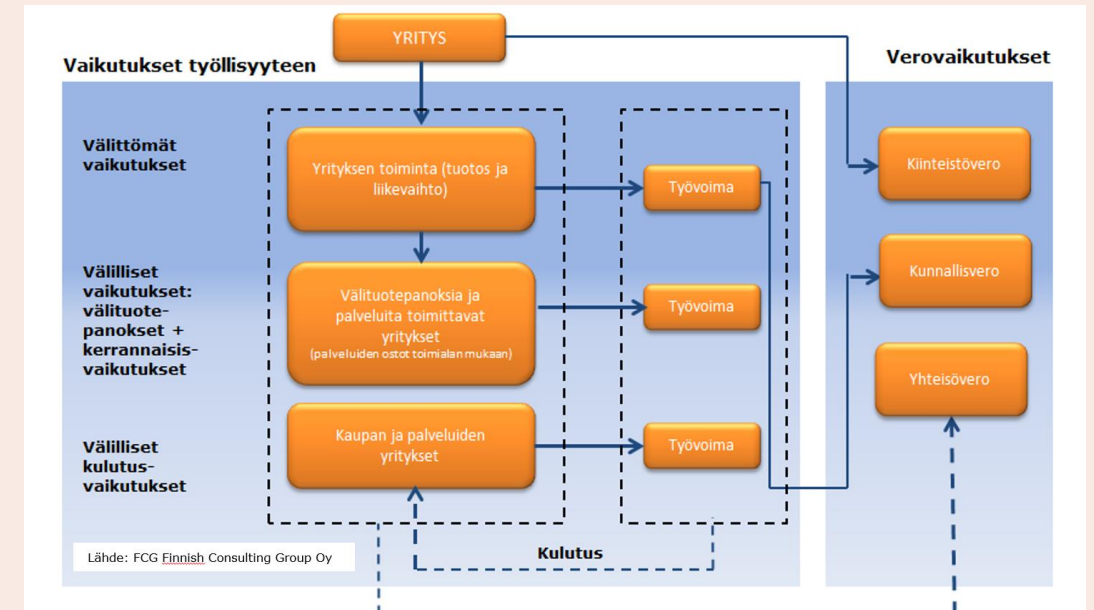 YRITYS
Vaikutukset työllisyyteen
Verovaikutukset
Välittömät
vaikutukset
Yrityksen toiminta (tuotos ja
liikevaihto)
Työvoima
Kiinteistövero
Välilliset
vaikutukset:
välituote-
panokset +
kerrannaisis-
vaikutukset
Välituotepanoksia ja
palveluita toimittavat
yritykset
(palveluiden ostot toimialan mukaan)
Työvoima
Kunnallisvero
Yhteisövero
Välilliset
kulutus-
vaikutukset
Kaupan ja palveluiden
yritykset
Työvoima
Kulutus
Lähde: FCG Finnish Consulting Group Oy